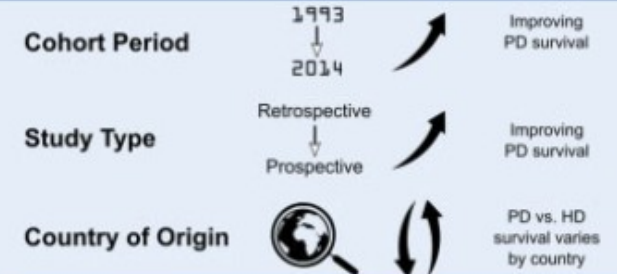 Cohort Period
1993
2014
Improving
PD survival
Study Type
Retrospective
Prospective
Improving
PD survival
Country of Origin
PD vs. HD
survival varies
by country